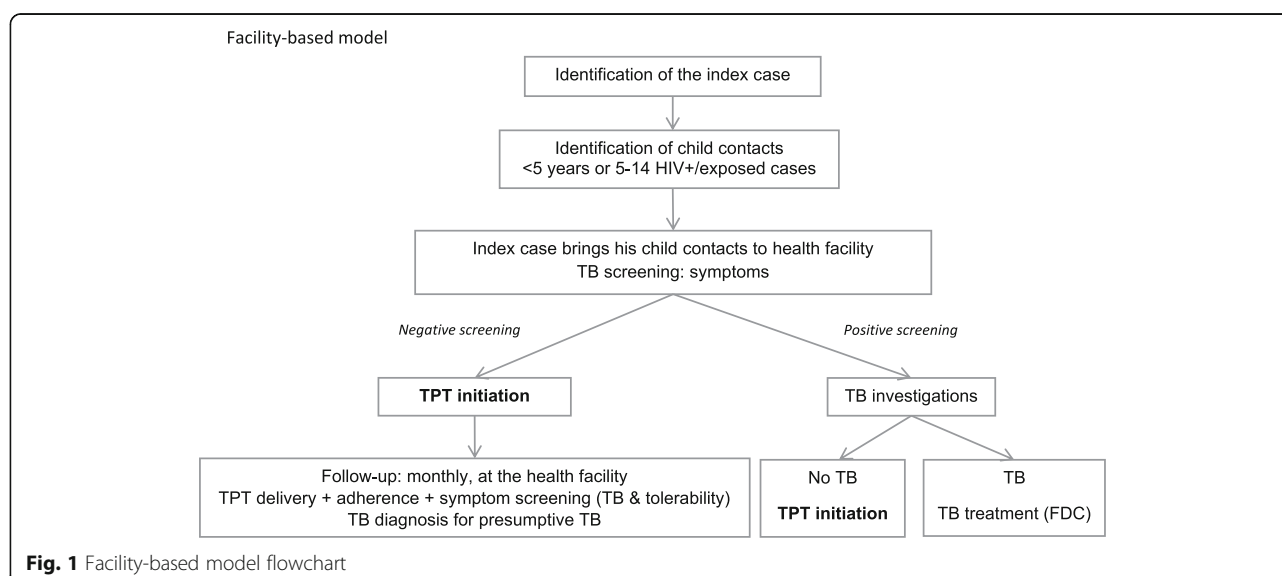 Facility-based model
Identification of the index case
Identification of child contacts
<5 years or 5-14 HIV+/exposed cases
Index case brings his child contacts to health facility
TB screening: symptoms
Negative screening
Positive screening
TPT initiation
TB investigations
Follow-up: monthly, at the health facility
TPT delivery + adherence + symptom screening (TB & tolerability)
TB diagnosis for presumptive TB
No TB
TPT initiation
TB
TB treatment (FDC)
Fig. 1 Facility-based model flowchart